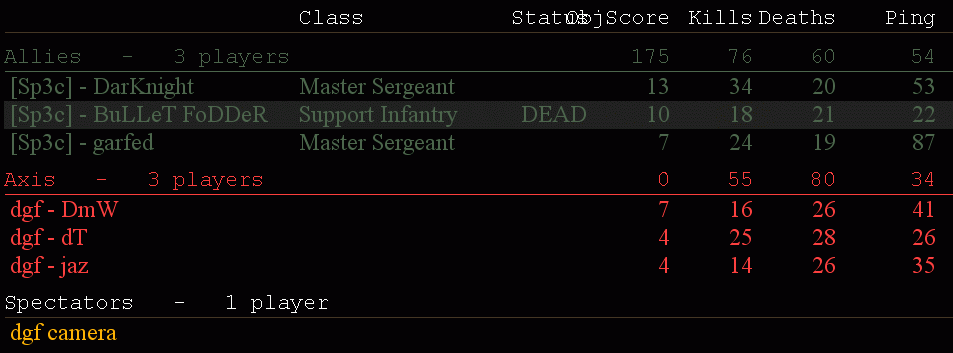 Class Status ObjScore Kills Deaths Ping
Allies - 3 players 175 76 60 54
[Sp3c] - DarKnight Master Sergeant 13 34 20 53
[Sp3c] - BuLLeT FoDDeR Support Infantry DEAD 10 18 21 22
[Sp3c] - garfed Master Sergeant 7 24 19 87
Axis - 3 players 0 55 80 34
dgf - DmW 7 16 26 41
dgf - dT 4 25 28 26
dgf - jaz 4 14 26 35
Spectators - 1 player
dgf camera